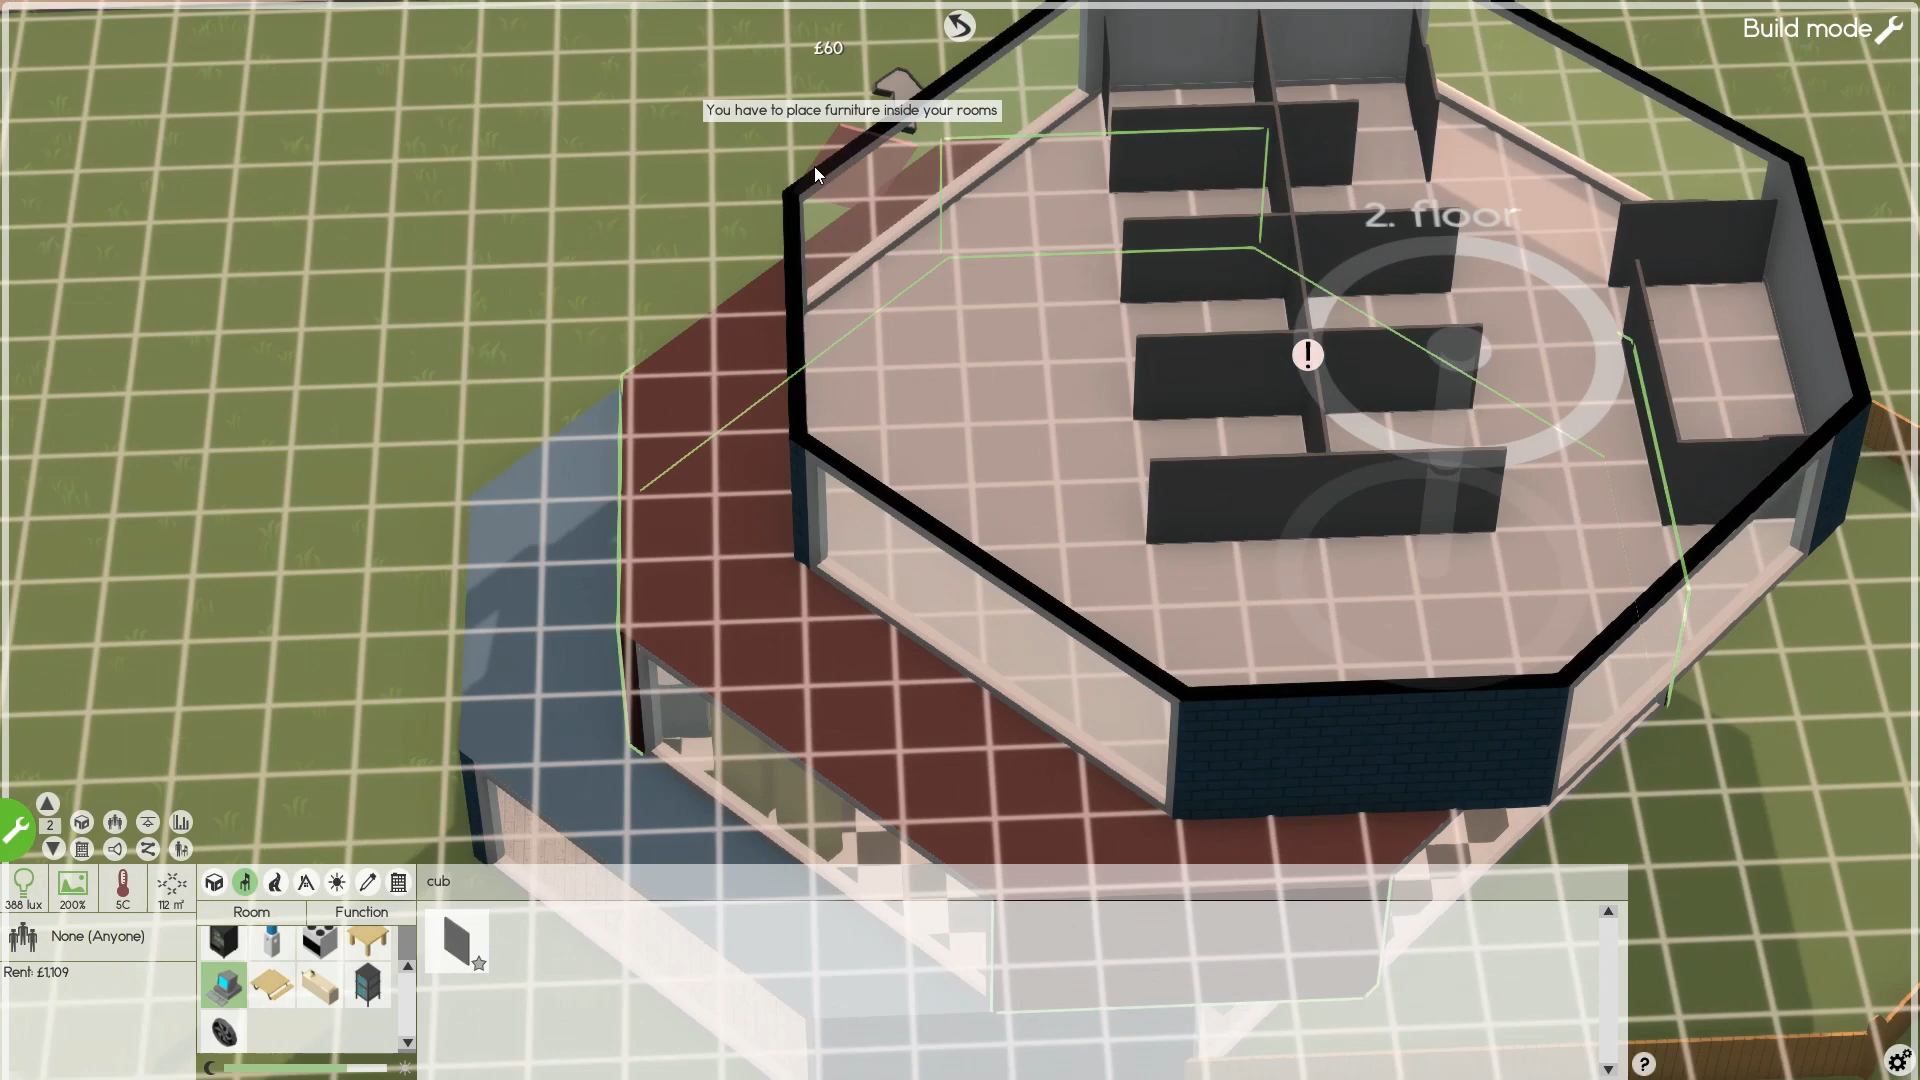 £60
Build mode
You have to place furniture inside your rooms
2. floor
!
2
388 lux
200%
5C
112 m²
None (Anyone)
Rent: £1,109
Room
Function
cub
?